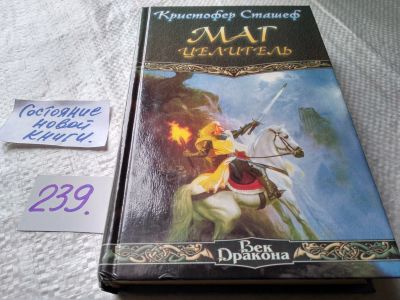 Кристофер Сташеф
МАГ
ЦЕЛИТЕЛЬ
Состояние
новой
книги.
239.
Век
Дракона